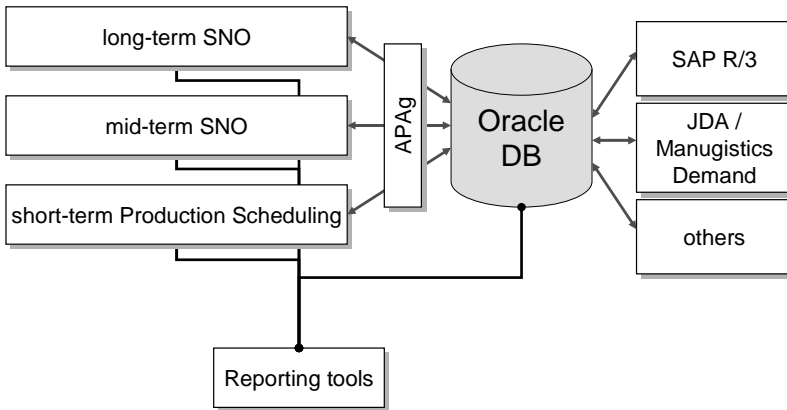 long-term SNO
mid-term SNO
short-term Production Scheduling
APAg
Oracle
DB
SAP R/3
JDA /
Manugistics
Demand
others
Reporting tools